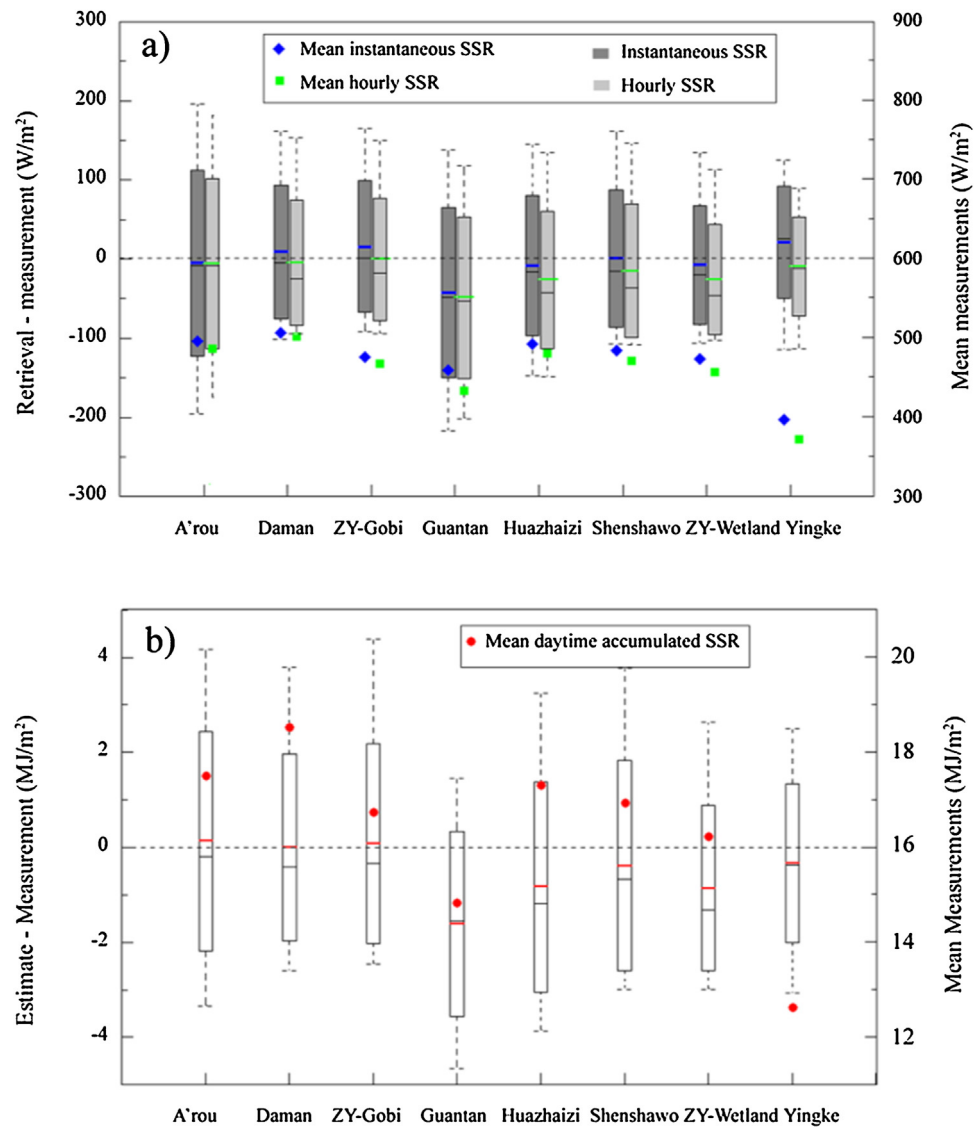 a)
Mean instantaneous SSR
Mean hourly SSR
Instantaneous SSR
Hourly SSR
Retrieval - measurement (W/m²)
300
200
100
0
-100
-200
-300
Mean measurements (W/m²)
900
800
700
600
500
400
300
A'rou Daman ZY-Gobi Guantan Huazhaizi Shenshawo ZY-Wetland Yingke
b)
Mean daytime accumulated SSR
Estimate - Measurement (MJ/m²)
4
2
0
-2
-4
Mean Measurements (MJ/m²)
20
18
16
14
12
A'rou Daman ZY-Gobi Guantan Huazhaizi Shenshawo ZY-Wetland Yingke